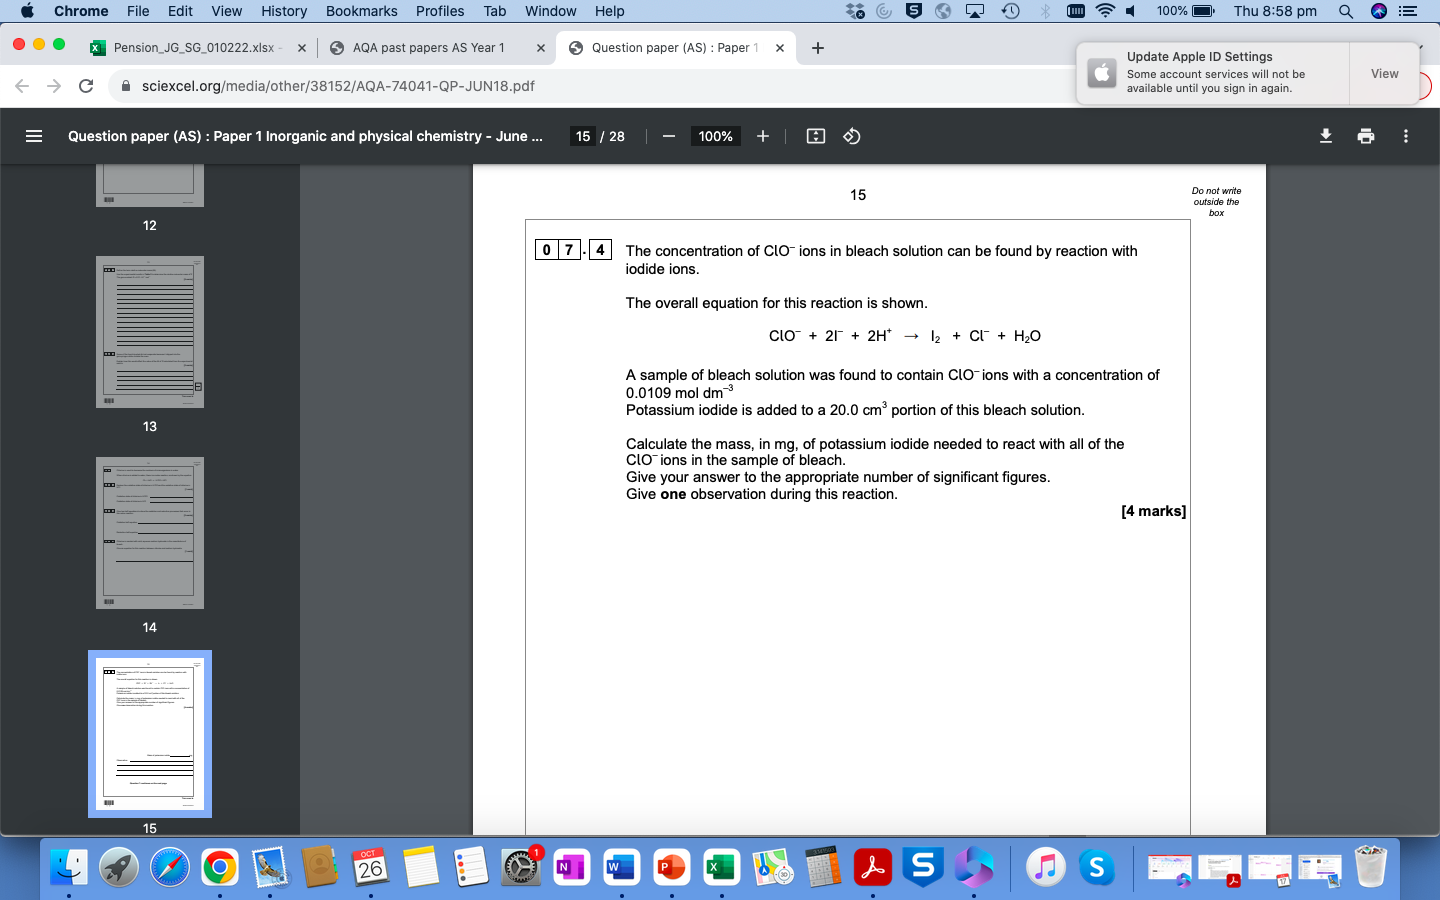 Chrome File Edit View History Bookmarks Profiles Tab Window Help
100% Thu 8:58 pm
Pension_JG_SG_010222.xlsx -
AQA past papers AS Year 1
Question paper (AS) : Paper 1
sciexcel.org/media/other/38152/AQA-74041-QP-JUN18.pdf
Update Apple ID Settings
Some account services will not be
available until you sign in again.
View
Question paper (AS) : Paper 1 Inorganic and physical chemistry - June ...
15 / 28
100%
12
13
14
15
15
Do not write
outside the
box
0 7 . 4 The concentration of ClO⁻ ions in bleach solution can be found by reaction with
iodide ions.
The overall equation for this reaction is shown.
ClO⁻ + 2I⁻ + 2H⁺ → I₂ + Cl⁻ + H₂O
A sample of bleach solution was found to contain ClO⁻ ions with a concentration of
0.0109 mol dm⁻³
Potassium iodide is added to a 20.0 cm³ portion of this bleach solution.
Calculate the mass, in mg, of potassium iodide needed to react with all of the
ClO⁻ ions in the sample of bleach.
Give your answer to the appropriate number of significant figures.
Give one observation during this reaction.
[4 marks]
OCT
26
1
N
W
P
X
S
S
17